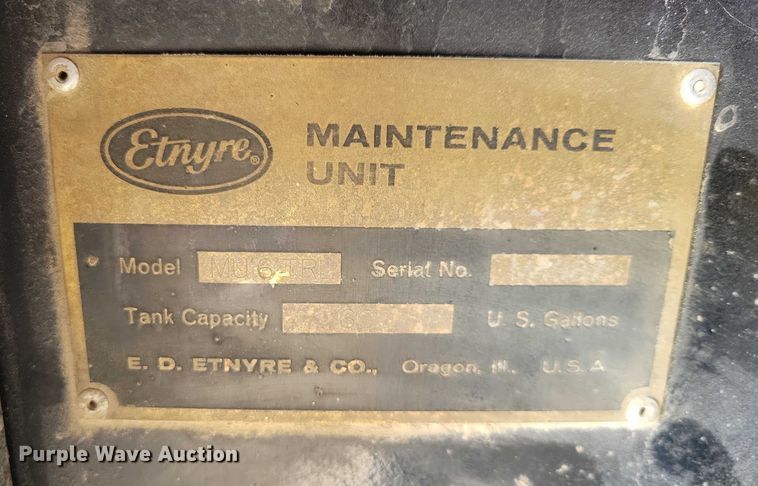 Etnyre®
MAINTENANCE
UNIT
Model Serial No.
Tank Capacity U. S. Gallons
E. D. ETNYRE & CO., Oregon, Ill., U.S.A
Purple Wave Auction